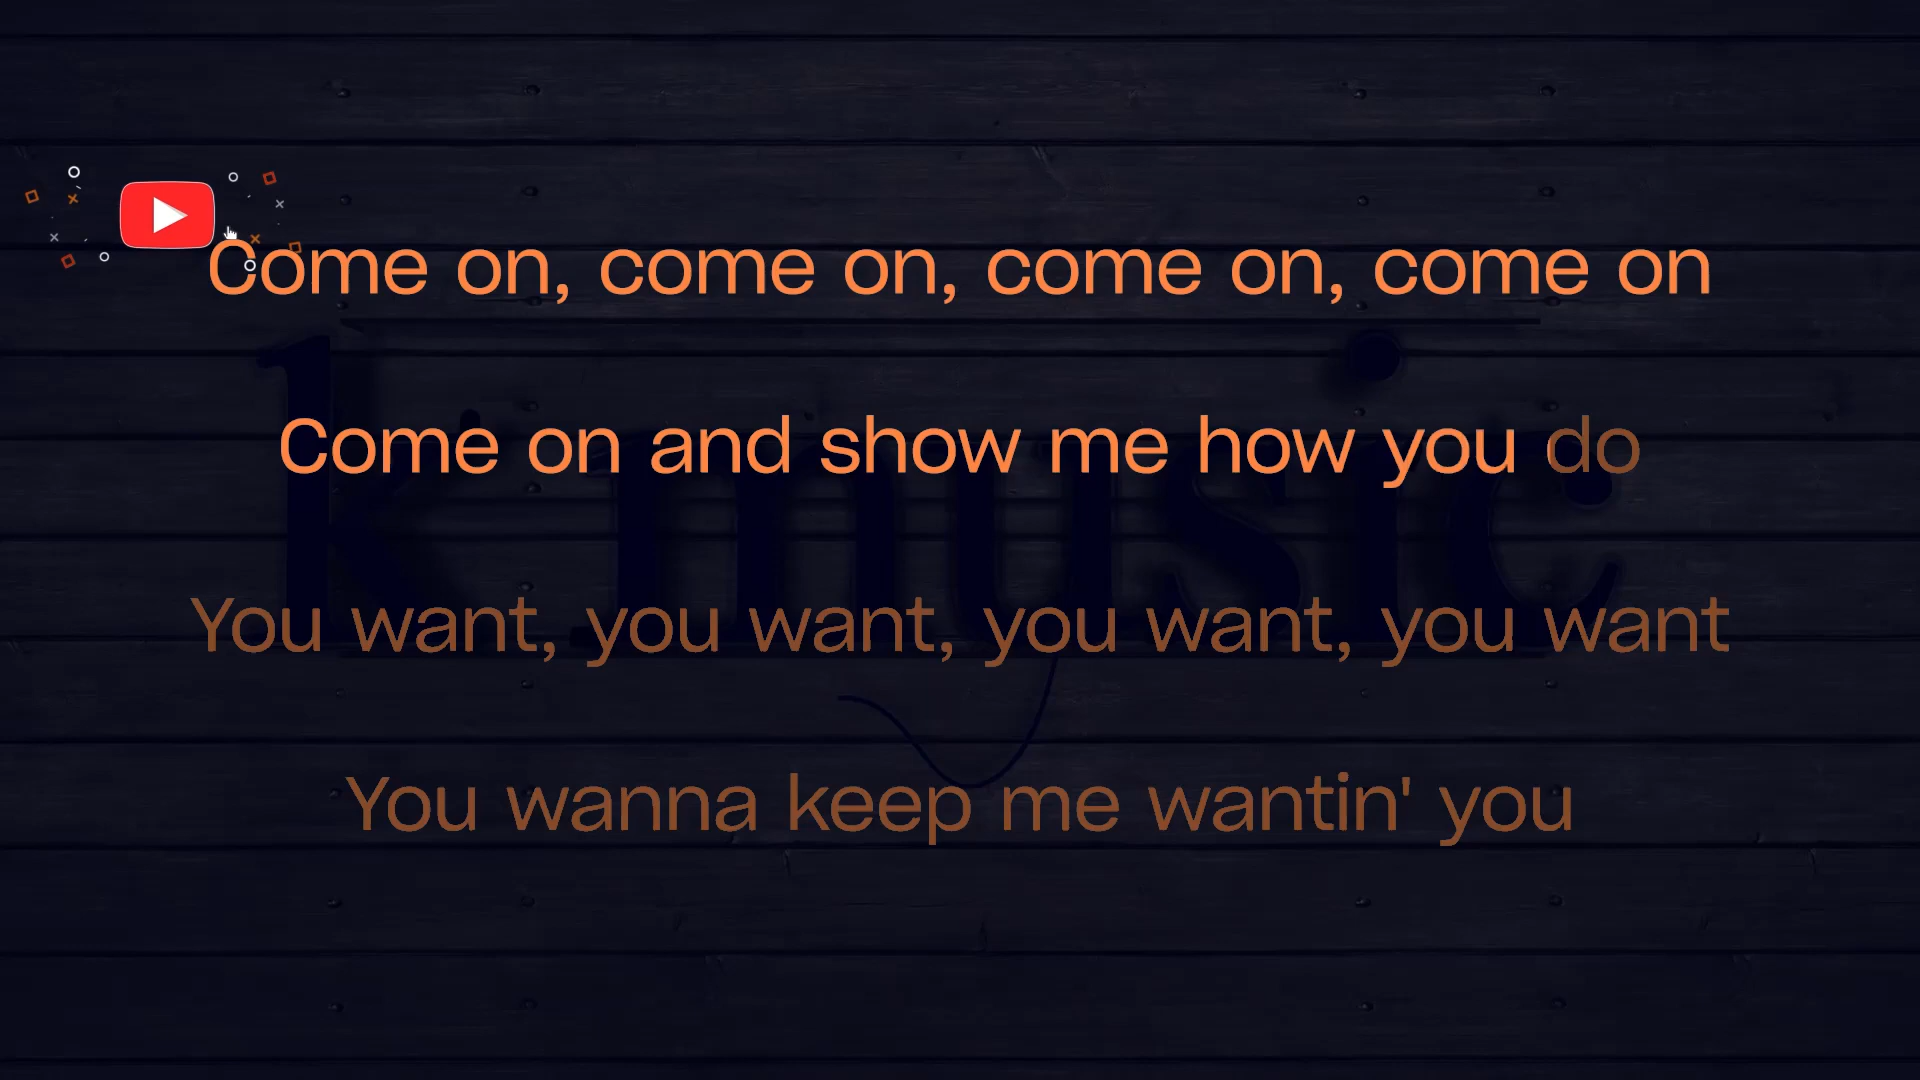 Come on, come on, come on, come on
Come on and show me how you do
You want, you want, you want, you want
You wanna keep me wantin' you
k music